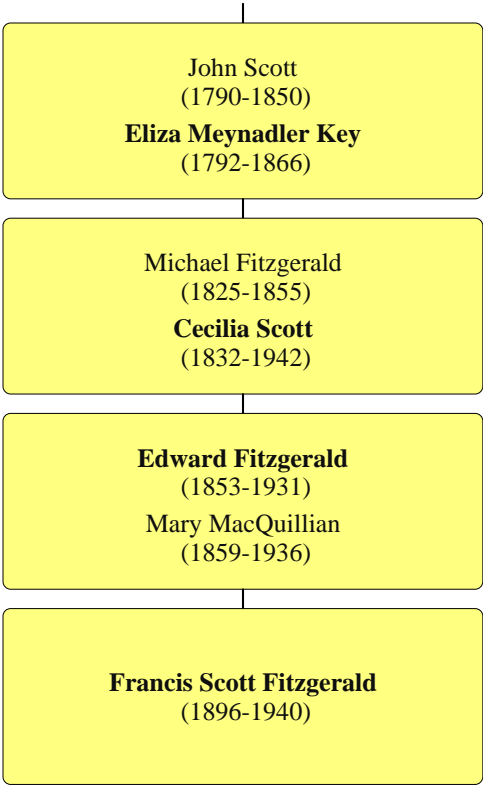 John Scott
(1790-1850)
Eliza Meynadler Key
(1792-1866)
Michael Fitzgerald
(1825-1855)
Cecilia Scott
(1832-1942)
Edward Fitzgerald
(1853-1931)
Mary MacQuillian
(1859-1936)
Francis Scott Fitzgerald
(1896-1940)